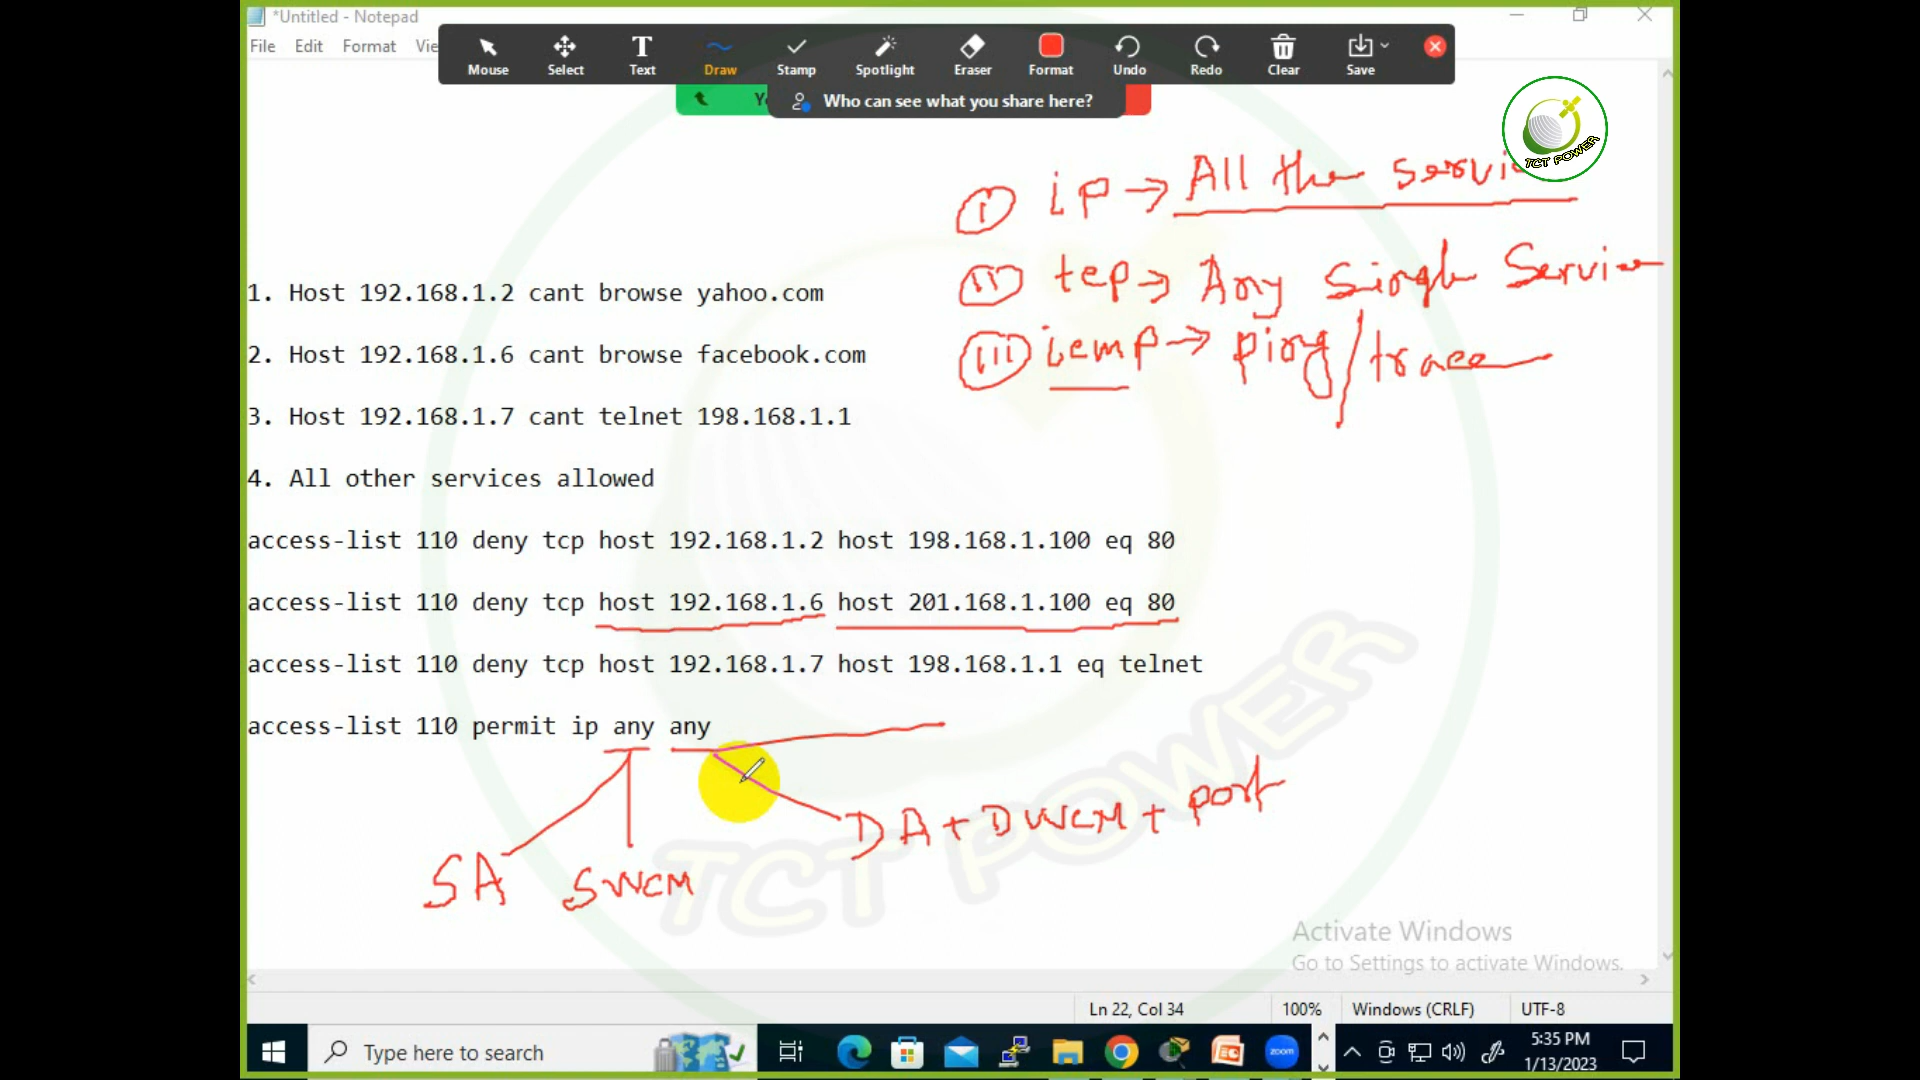 *Untitled - Notepad
File Edit Format Vie
Mouse Select Text Draw Stamp Spotlight Eraser Format Undo Redo Clear Save
Who can see what you share here?
TCT POWER
i ip → All the servi
ii tcp → Any Single Service
iii icmp → ping/trace
1. Host 192.168.1.2 cant browse yahoo.com
2. Host 192.168.1.6 cant browse facebook.com
3. Host 192.168.1.7 cant telnet 198.168.1.1
4. All other services allowed
access-list 110 deny tcp host 192.168.1.2 host 198.168.1.100 eq 80
access-list 110 deny tcp host 192.168.1.6 host 201.168.1.100 eq 80
access-list 110 deny tcp host 192.168.1.7 host 198.168.1.1 eq telnet
access-list 110 permit ip any any
DA + DWCM + port
SA SWCM
TCT POWER
Activate Windows
Go to Settings to activate Windows.
Ln 22, Col 34 100% Windows (CRLF) UTF-8
Type here to search
zoom
5:35 PM
1/13/2023